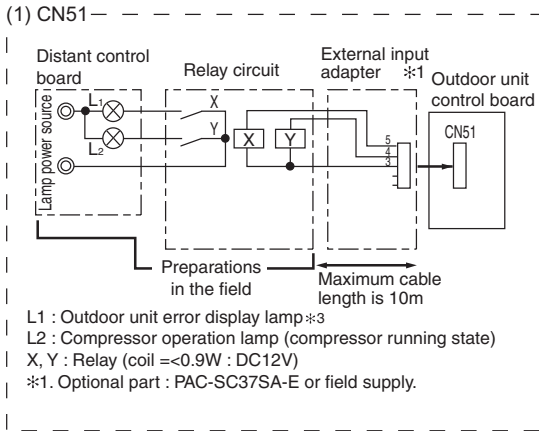 (1) CN51
Distant control
board
Relay circuit
External input
adapter ※1
Outdoor unit
control board
Lamp power source
L1
L2
X
Y
X
Y
5
4
3
CN51
Preparations
in the field
Maximum cable
length is 10m
L1 : Outdoor unit error display lamp※3
L2 : Compressor operation lamp (compressor running state)
X, Y : Relay (coil =<0.9W : DC12V)
※1. Optional part : PAC-SC37SA-E or field supply.